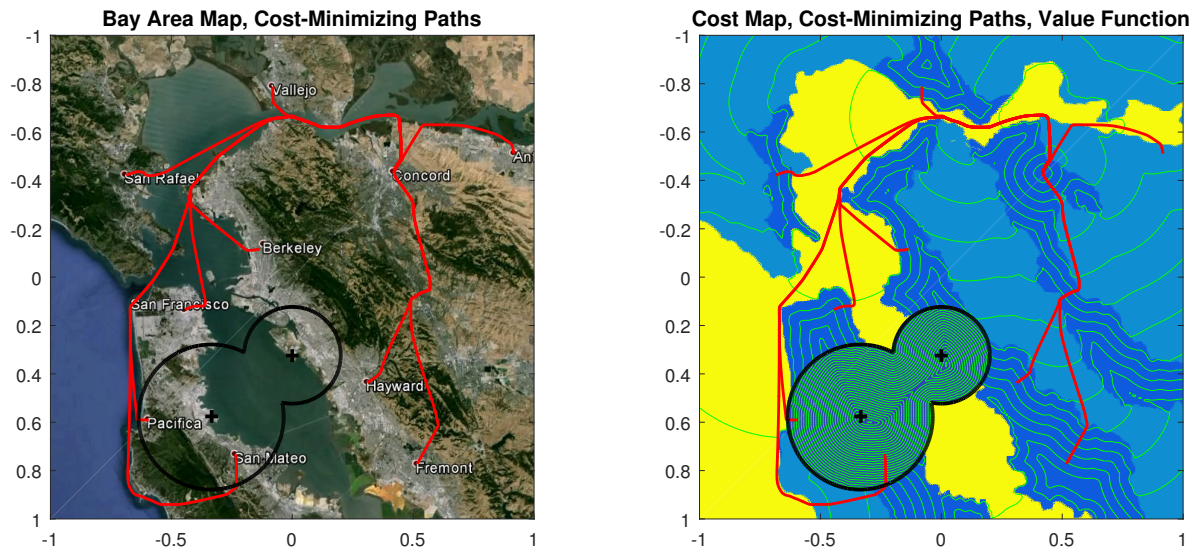 Bay Area Map, Cost-Minimizing Paths
-1
-0.8
-0.6
-0.4
-0.2
0
0.2
0.4
0.6
0.8
1
-1
-0.5
0
0.5
1
Vallejo
An
San Rafael
Concord
Berkeley
San Francisco
Hayward
Pacifica
San Mateo
Fremont
Cost Map, Cost-Minimizing Paths, Value Function
-1
-0.8
-0.6
-0.4
-0.2
0
0.2
0.4
0.6
0.8
1
-1
-0.5
0
0.5
1